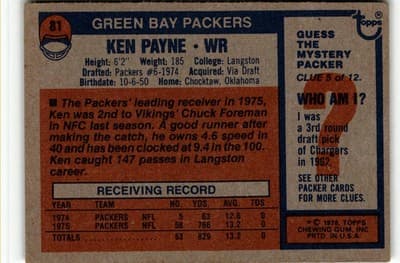 81
GREEN BAY PACKERS
KEN PAYNE • WR
Height: 6'2" Weight: 185 College: Langston
Drafted: Packers #6-1974 Acquired: Via Draft
Birthdate: 10-6-50 Home: Choctaw, Oklahoma
■ The Packers' leading receiver in 1975,
Ken was 2nd to Vikings' Chuck Foreman
in NFC last season. A good runner after
making the catch, he owns 4.6 speed in
40 and has been clocked at 9.4 in the 100.
Ken caught 147 passes in Langston
career.
RECEIVING RECORD
YEAR TEAM NO. YDS AVG TDS
1974 PACKERS NFL 5 63 12.6 0
1975 PACKERS NFL 58 766 13.2 0
TOTALS 63 829 13.2 0
TOPPS
GUESS
THE
MYSTERY
PACKER
CLUE 5 of 12.
WHO AM I?
I was
a 3rd round
draft pick
of Chargers
in 1962.
SEE OTHER
PACKER CARDS
FOR MORE CLUES.
* © 1976, TOPPS
CHEWING GUM, INC.
PRTD. IN U.S.A.